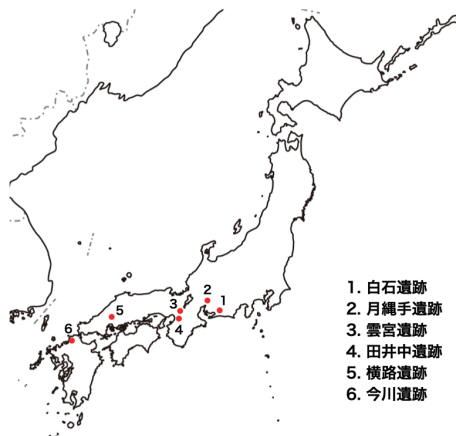 2
1
3
4
5
6
1. 白石遺跡
2. 月縄手遺跡
3. 雲宮遺跡
4. 田井中遺跡
5. 横路遺跡
6. 今川遺跡